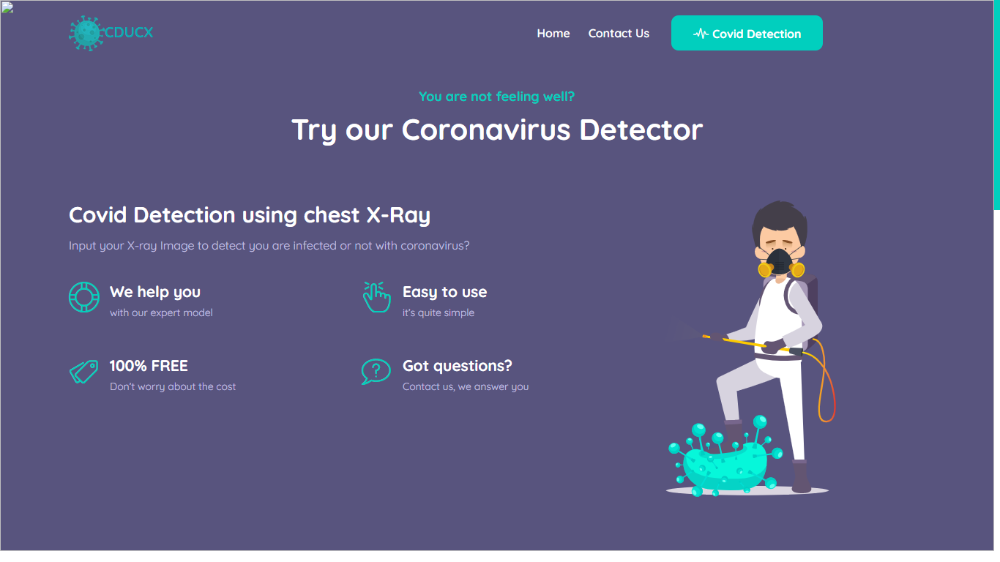 CDUCX
Home
Contact Us
Covid Detection
You are not feeling well?
Try our Coronavirus Detector
Covid Detection using chest X-Ray
Input your X-ray Image to detect you are infected or not with coronavirus?
We help you
with our expert model
Easy to use
it's quite simple
100% FREE
Don't worry about the cost
Got questions?
Contact us, we answer you